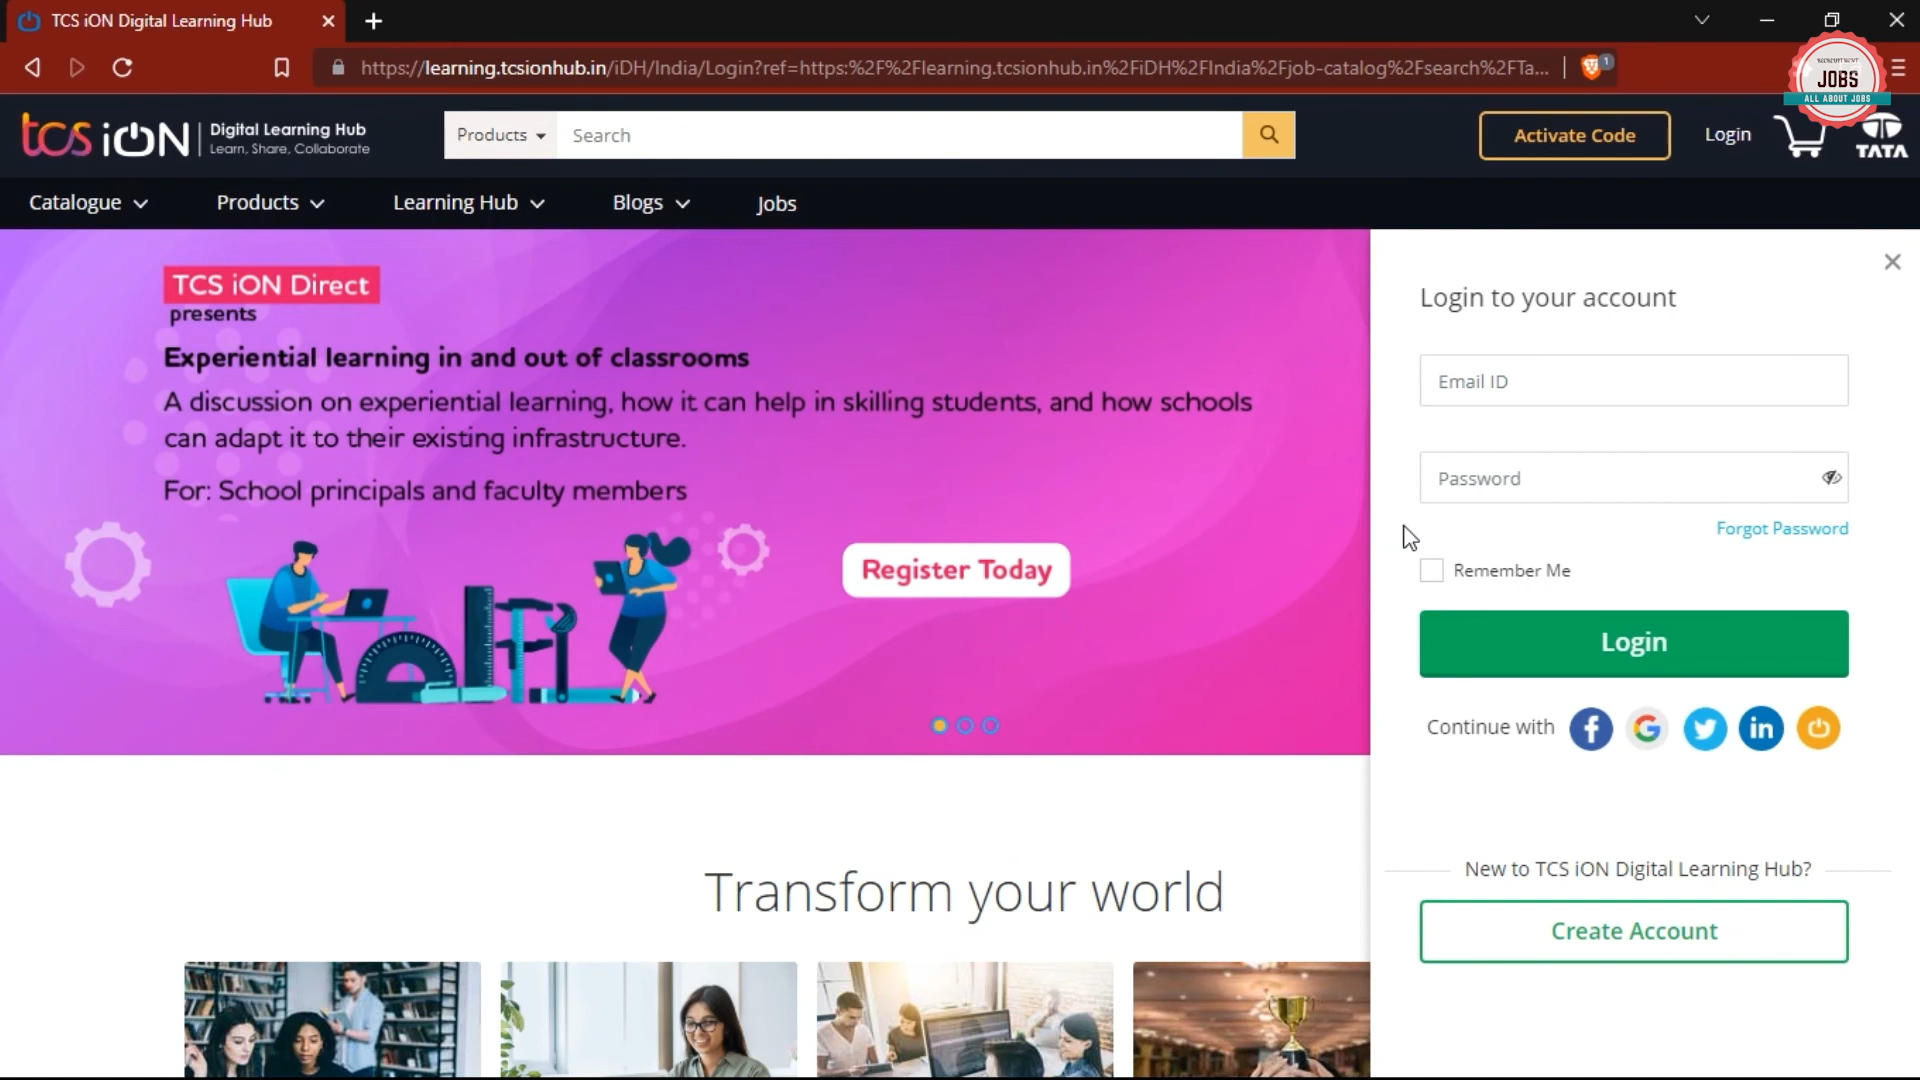 TCS iON Digital Learning Hub
https://learning.tcsionhub.in/iDH/India/Login?ref=https:%2F%2Flearning.tcsionhub.in%2FiDH%2FIndia%2Fjob-catalog%2Fsearch%2FTa...
1
RECRUITMENT
JOBS
ALL ABOUT JOBS
tcs iON
Digital Learning Hub
Learn, Share, Collaborate
Products
Search
Activate Code
Login
TATA
Catalogue
Products
Learning Hub
Blogs
Jobs
TCS iON Direct
presents
Experiential learning in and out of classrooms
A discussion on experiential learning, how it can help in skilling students, and how schools
can adapt it to their existing infrastructure.
For: School principals and faculty members
Register Today
Transform your world
Login to your account
Email ID
Password
Forgot Password
Remember Me
Login
Continue with
New to TCS iON Digital Learning Hub?
Create Account